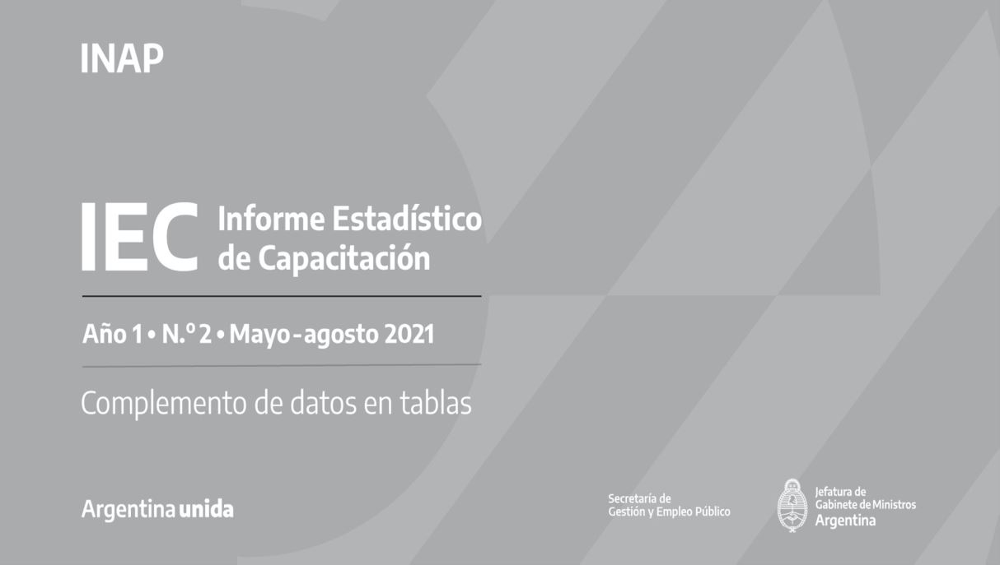 INAP
IEC
Informe Estadístico
de Capacitación
Año 1 • N.º 2 • Mayo-agosto 2021
Complemento de datos en tablas
Argentina unida
Secretaría de
Gestión y Empleo Público
Jefatura de
Gabinete de Ministros
Argentina